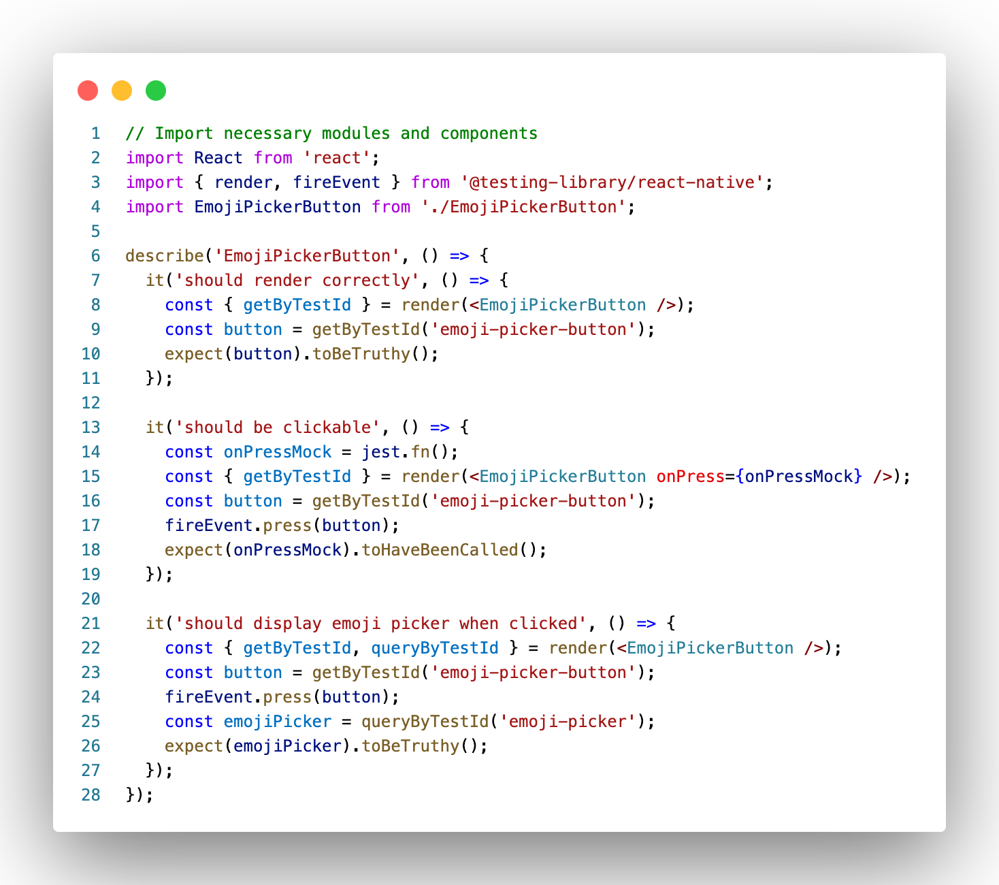 1 // Import necessary modules and components
2 import React from 'react';
3 import { render, fireEvent } from '@testing-library/react-native';
4 import EmojiPickerButton from './EmojiPickerButton';
5
6 describe('EmojiPickerButton', () => {
7   it('should render correctly', () => {
8     const { getByTestId } = render(<EmojiPickerButton />);
9     const button = getByTestId('emoji-picker-button');
10     expect(button).toBeTruthy();
11   });
12
13   it('should be clickable', () => {
14     const onPressMock = jest.fn();
15     const { getByTestId } = render(<EmojiPickerButton onPress={onPressMock} />);
16     const button = getByTestId('emoji-picker-button');
17     fireEvent.press(button);
18     expect(onPressMock).toHaveBeenCalled();
19   });
20
21   it('should display emoji picker when clicked', () => {
22     const { getByTestId, queryByTestId } = render(<EmojiPickerButton />);
23     const button = getByTestId('emoji-picker-button');
24     fireEvent.press(button);
25     const emojiPicker = queryByTestId('emoji-picker');
26     expect(emojiPicker).toBeTruthy();
27   });
28 });